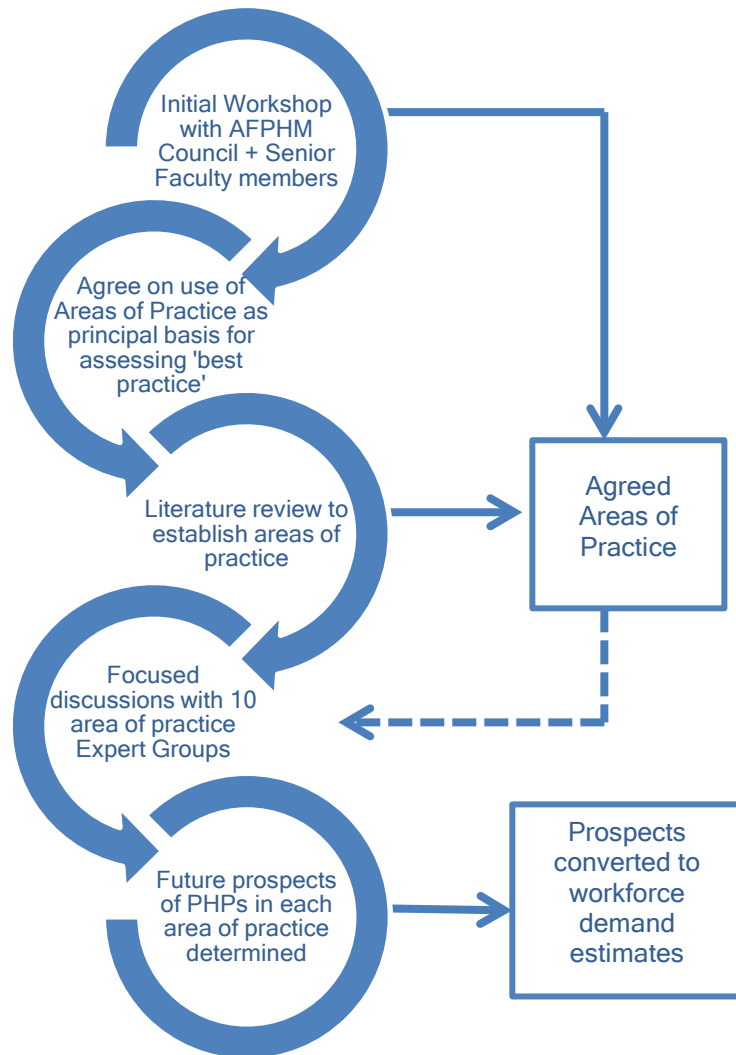 Initial Workshop
with AFPHM
Council + Senior
Faculty members
Agree on use of
Areas of Practice as
principal basis for
assessing 'best
practice'
Literature review to
establish areas of
practice
Agreed
Areas of
Practice
Focused
discussions with 10
area of practice
Expert Groups
Future prospects
of PHPs in each
area of practice
determined
Prospects
converted to
workforce
demand
estimates